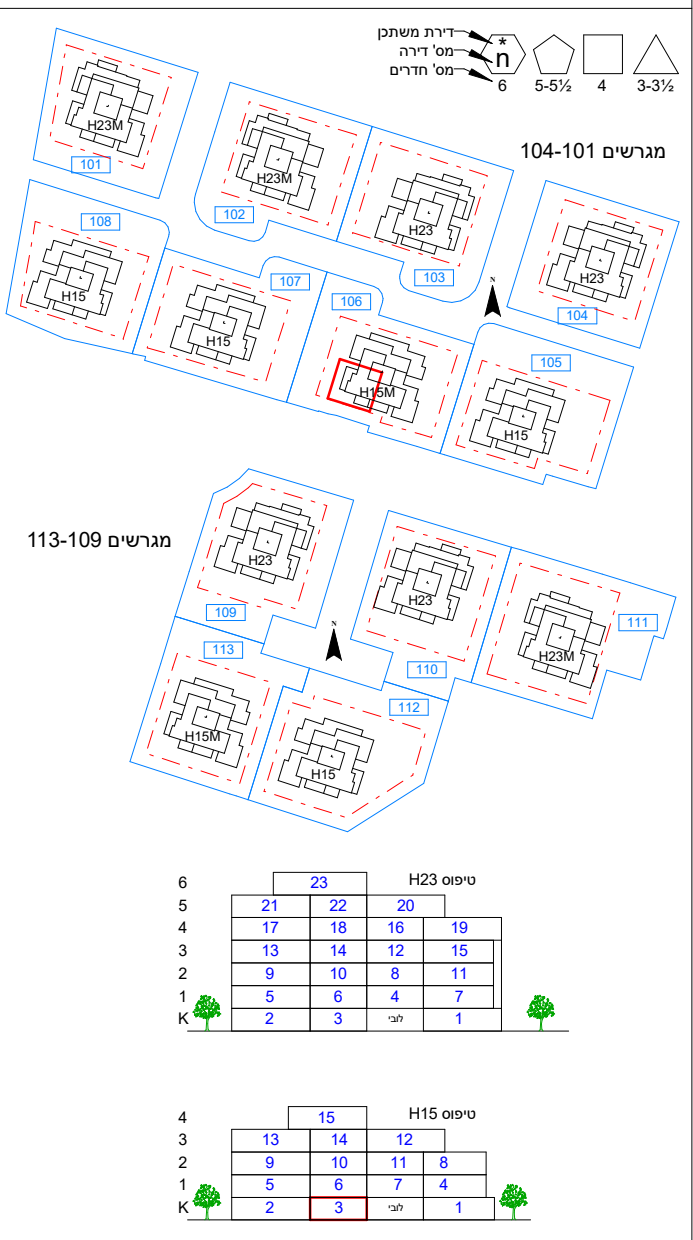 דירת משתכן
מס' דירה
מס' חדרים
*
n
6 5-5½ 4 3-3½
מגרשים 104-101
H23M
101
H23M
102
H23
103
H23
104
108
H15
107
H15
106
H15M
105
H15
N
מגרשים 113-109
H23
109
H23
110
H23M
111
113
H15M
112
H15
N
טיפוס H23
6 23
5 21 22 20
4 17 18 16 19
3 13 14 12 15
2 9 10 8 11
1 5 6 4 7
K 2 3 לובי 1
טיפוס H15
4 15
3 13 14 12
2 9 10 11 8
1 5 6 7 4
K 2 3 לובי 1